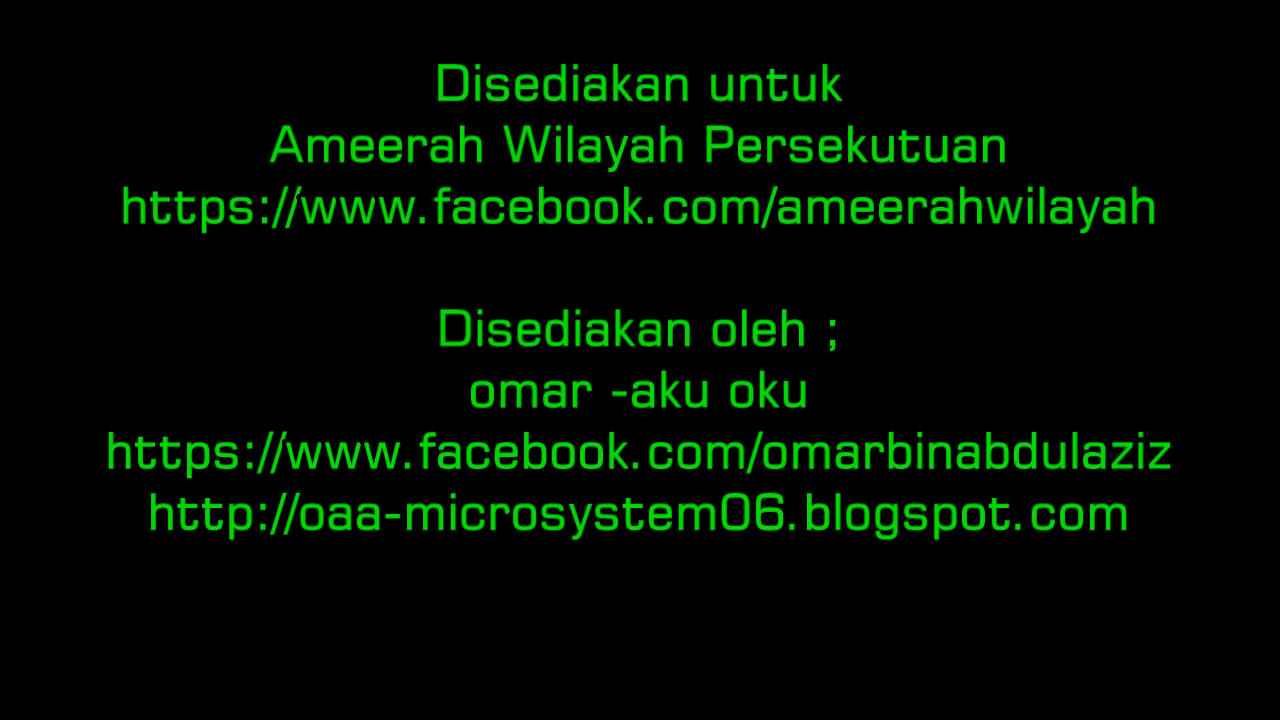 Disediakan untuk
Ameerah Wilayah Persekutuan
https://www.facebook.com/ameerahwilayah
Disediakan oleh ;
omar -aku oku
https://www.facebook.com/omarbinabdulaziz
http://oaa-microsystem06.blogspot.com